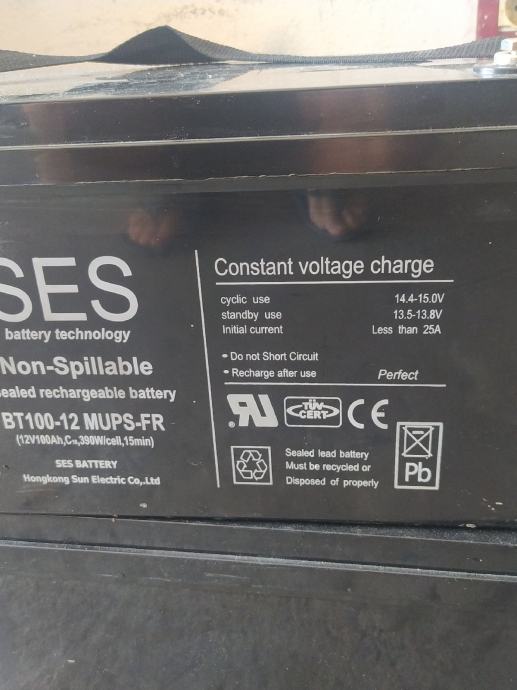 SES
battery technology
Non-Spillable
sealed rechargeable battery
BT100-12 MUPS-FR
(12V100Ah,C₁₀,390W/cell,15min)
SES BATTERY
Hongkong Sun Electric Co,.Ltd
Constant voltage charge
cyclic use 14.4-15.0V
standby use 13.5-13.8V
Initial current Less than 25A
• Do not Short Circuit
• Recharge after use Perfect
RU
TÜV
CERT
CE
Sealed lead battery
Must be recycled or
Disposed of properly
Pb